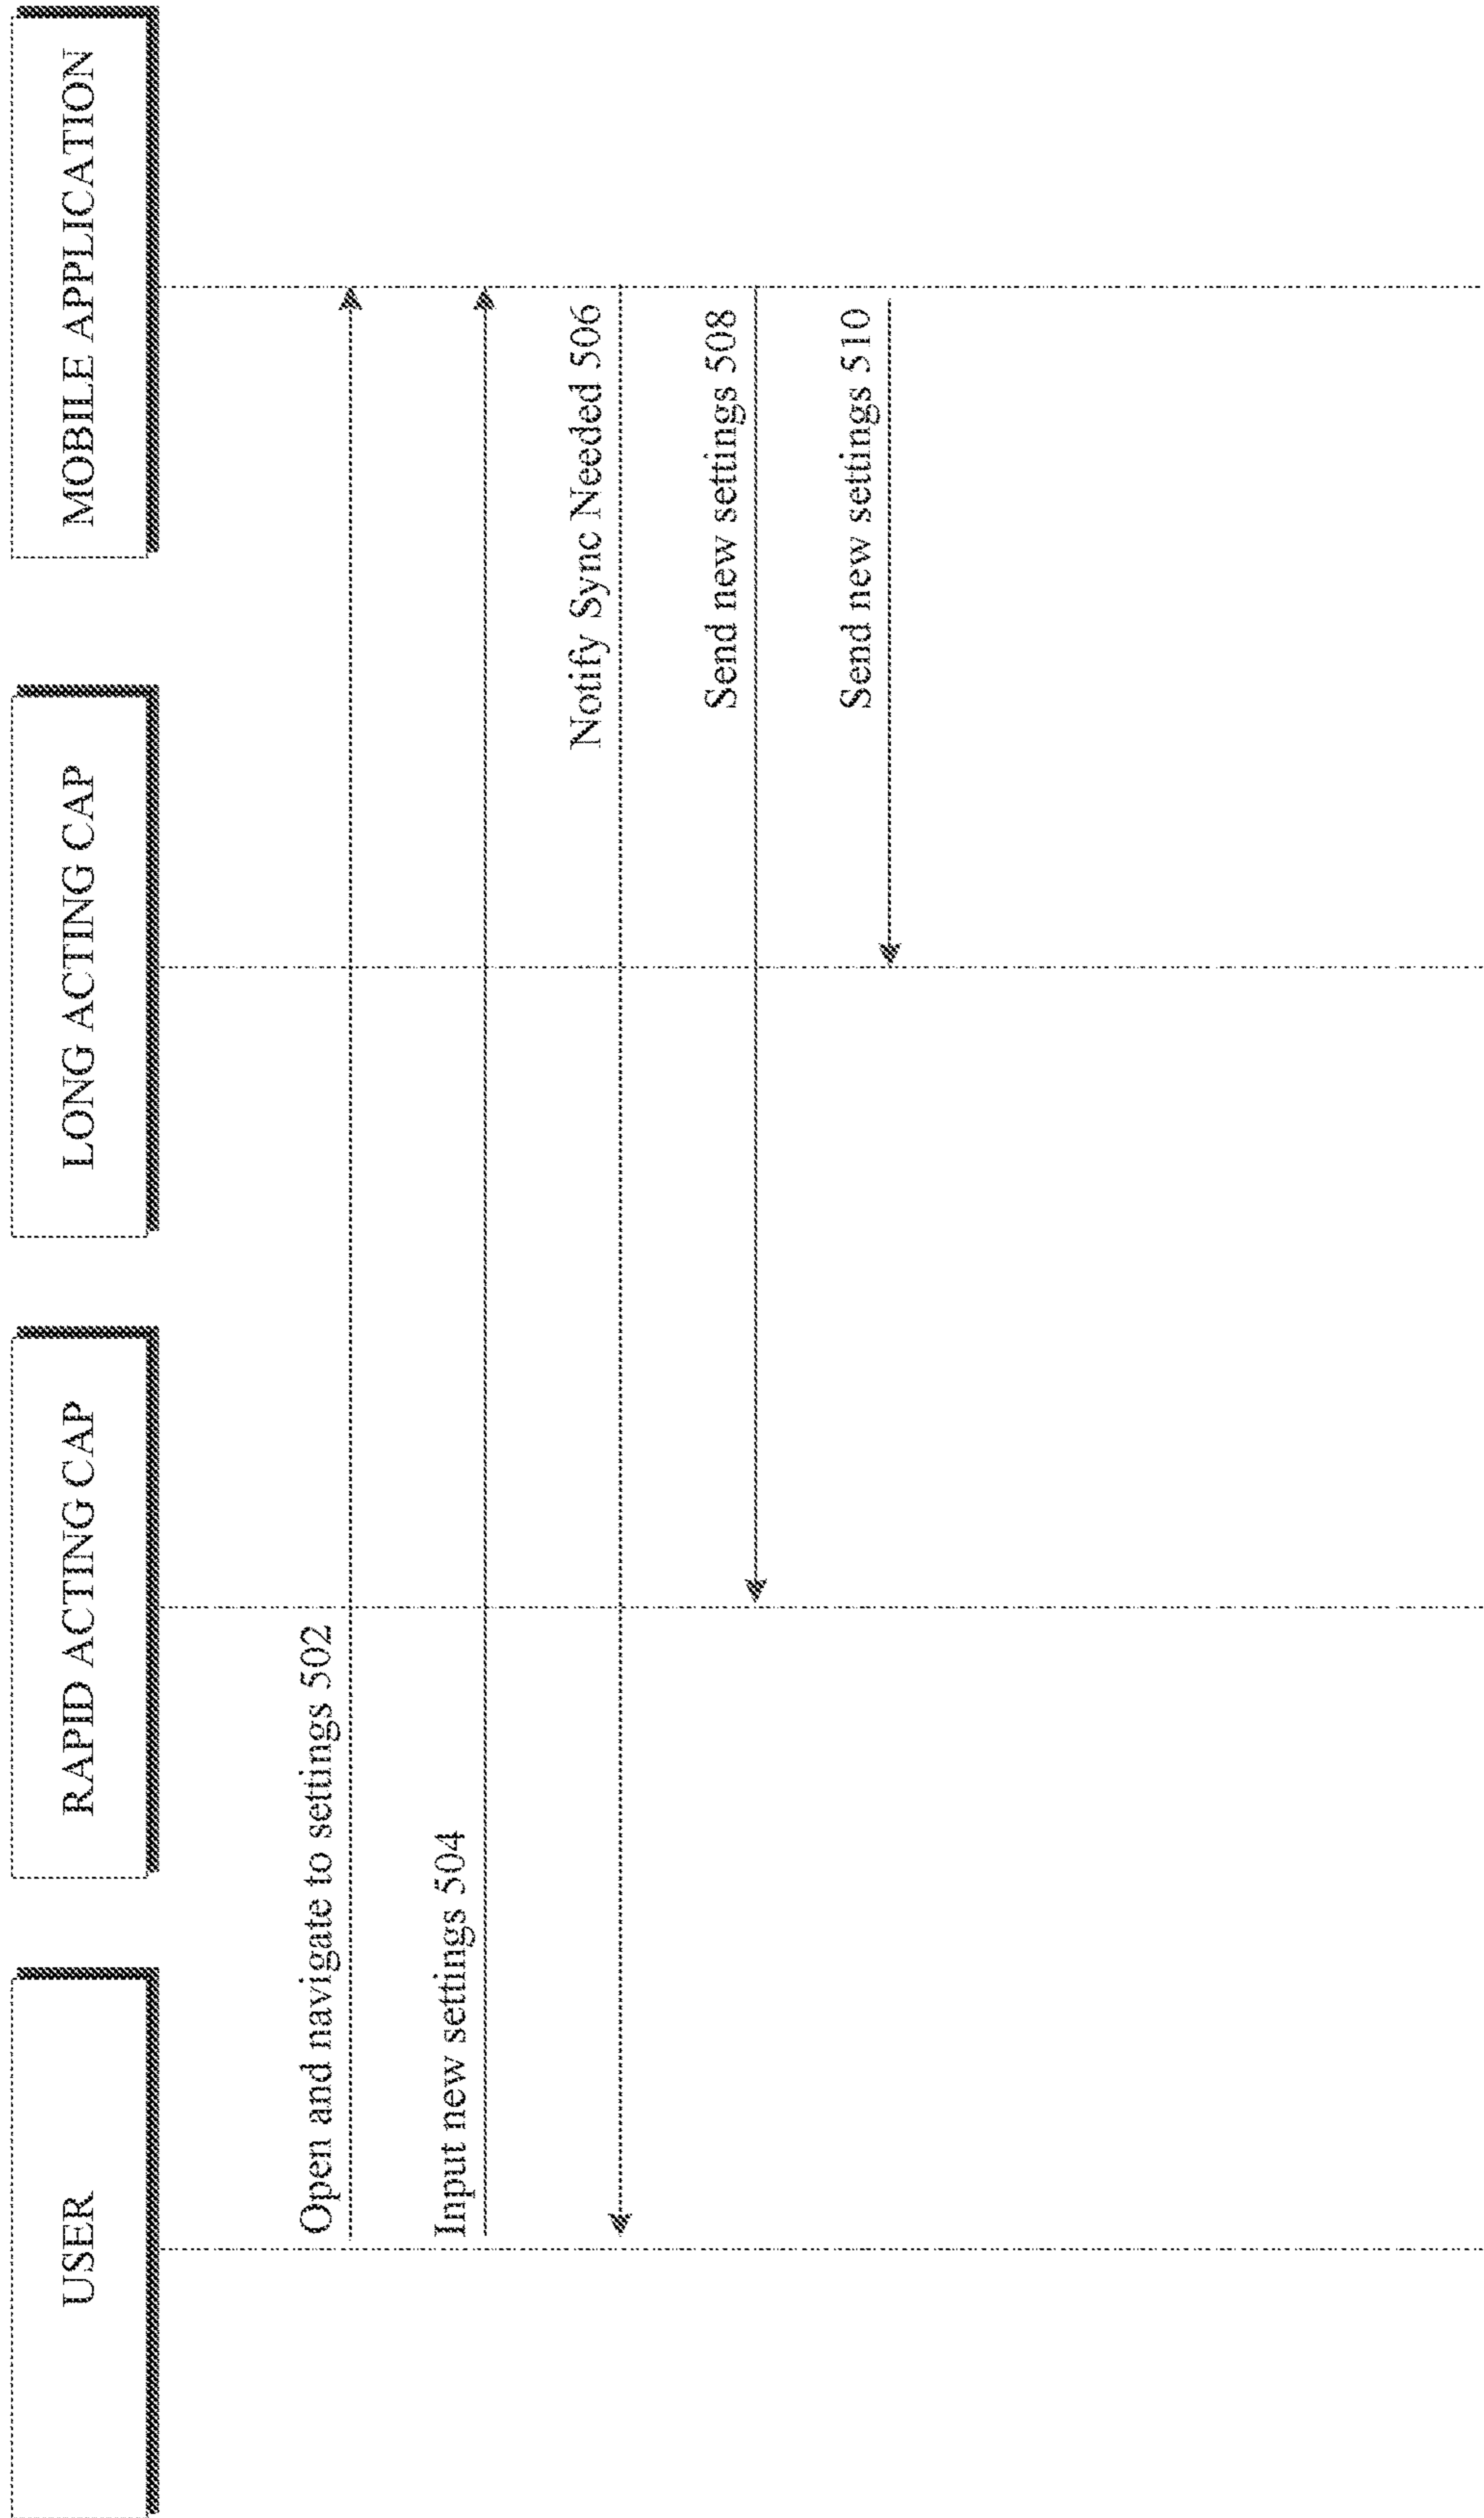 USER
RAPID ACTING CAP
LONG ACTING CAP
MOBILE APPLICATION
Open and navigate to settings 502
Input new settings 504
Notify Sync Needed 506
Send new settings 508
Send new settings 510